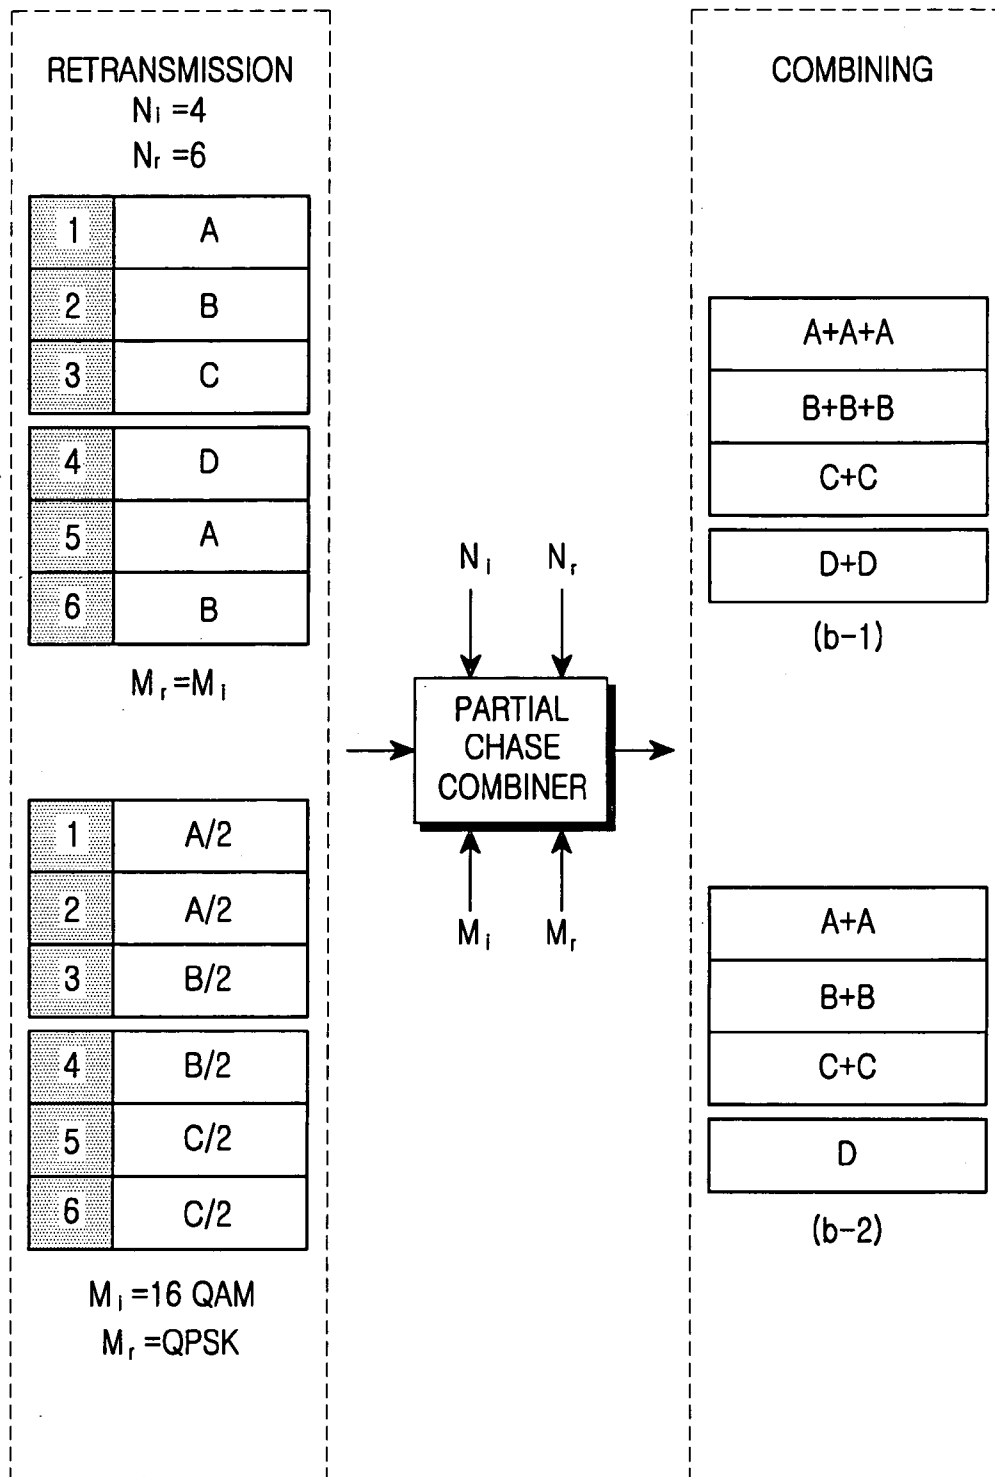 RETRANSMISSION
Ni =4
Nr =6
1 A
2 B
3 C
4 D
5 A
6 B
Mr =Mi
1 A/2
2 A/2
3 B/2
4 B/2
5 C/2
6 C/2
Mi =16 QAM
Mr =QPSK
Ni Nr
PARTIAL
CHASE
COMBINER
Mi Mr
COMBINING
A+A+A
B+B+B
C+C
D+D
(b-1)
A+A
B+B
C+C
D
(b-2)